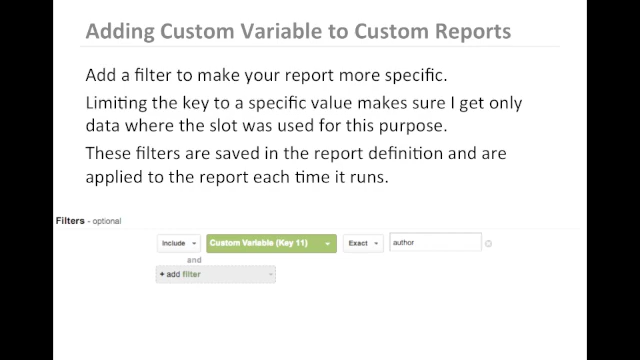 Adding Custom Variable to Custom Reports
Add a filter to make your report more specific.
Limiting the key to a specific value makes sure I get only
data where the slot was used for this purpose.
These filters are saved in the report definition and are
applied to the report each time it runs.
Filters - optional
Include Custom Variable (Key 11) Exact author
and
+ add filter